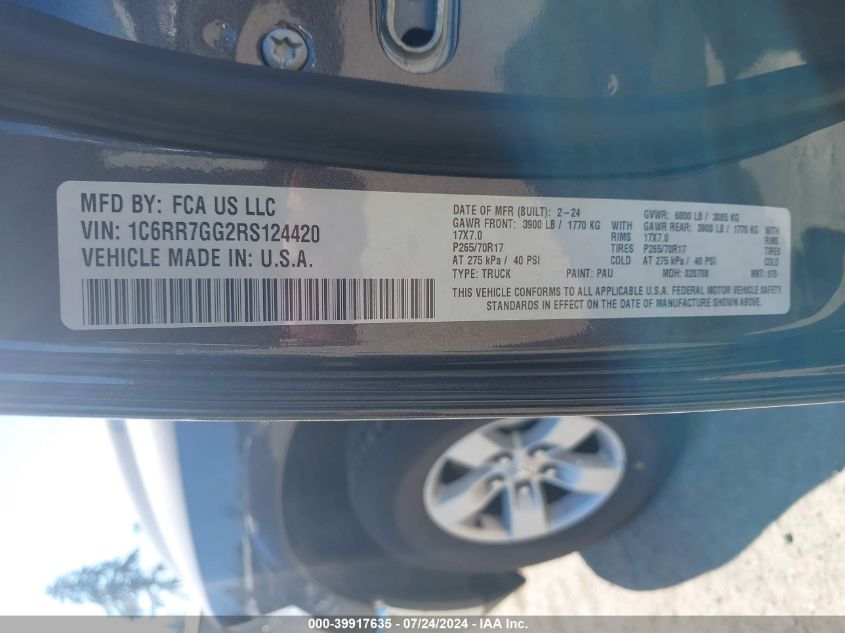 MFD BY: FCA US LLC
VIN: 1C6RR7GG2RS124420
VEHICLE MADE IN: U.S.A.
DATE OF MFR (BUILT): 2-24 GVWR: 6800 LB / 3085 KG
GAWR FRONT: 3900 LB / 1770 KG WITH GAWR REAR: 3900 LB / 1770 KG WITH
17X7.0 RIMS 17X7.0 RIMS
P265/70R17 TIRES P265/70R17 TIRES
AT 275 kPa / 40 PSI COLD AT 275 kPa / 40 PSI COLD
TYPE: TRUCK PAINT: PAU MDH: 020708 MKT: 975
THIS VEHICLE CONFORMS TO ALL APPLICABLE U.S.A. FEDERAL MOTOR VEHICLE SAFETY
STANDARDS IN EFFECT ON THE DATE OF MANUFACTURE SHOWN ABOVE.
000-39917635 - 07/24/2024 - IAA Inc.